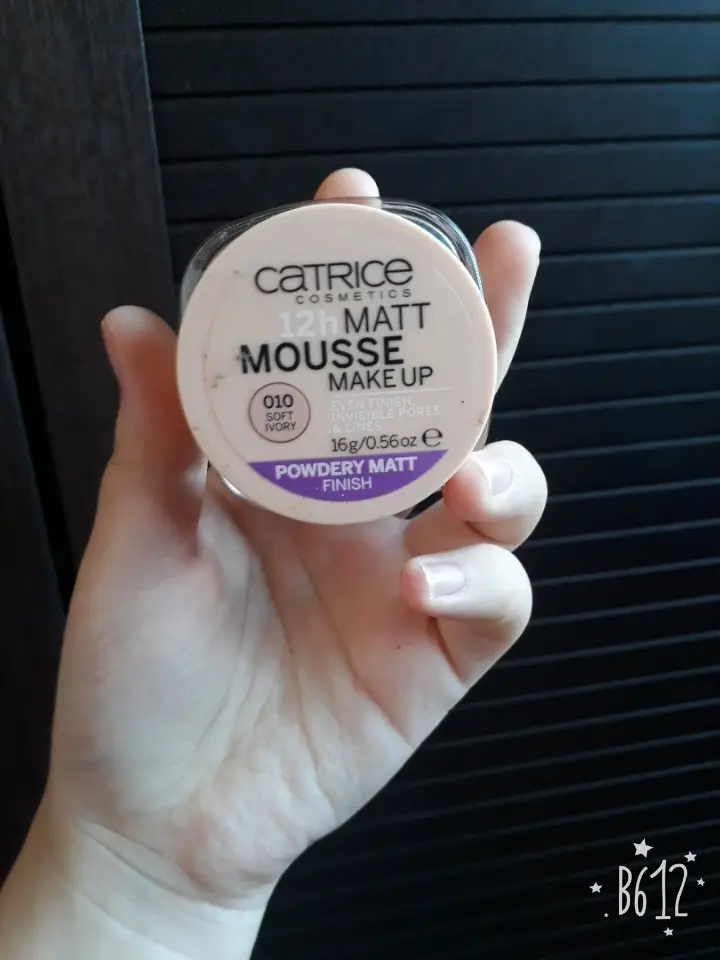 CATRICE
COSMETICS
12h MATT
MOUSSE
MAKE UP
010
SOFT
IVORY
EVEN FINISH,
INVISIBLE PORES
& LINES
16g/0.56oz ℮
POWDERY MATT
FINISH
B612